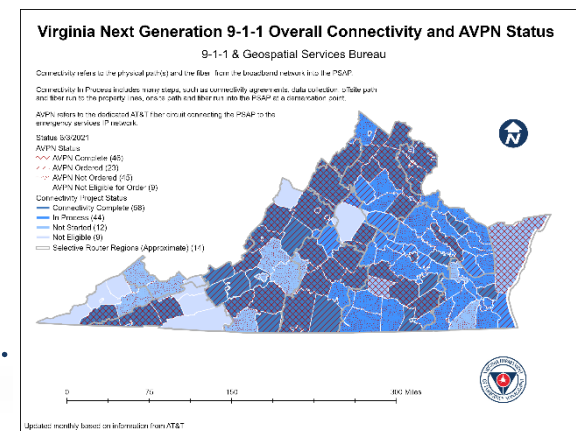 Virginia Next Generation 9-1-1 Overall Connectivity and AVPN Status
9-1-1 & Geospatial Services Bureau
Connectivity refers to the physical path(s) and the fiber from the broadband network into the PSAP.
Connectivity In Process includes many steps, such as connectivity agreements, data collection, offsite path
and fiber run to the property lines, onsite path and fiber run into the PSAP at a demarcation point.
AVPN refers to the dedicated AT&T fiber circuit connecting the PSAP to the
emergency services IP network.
Status 6/3/2021
AVPN Status
AVPN Complete (46)
AVPN Ordered (23)
AVPN Not Ordered (45)
AVPN Not Eligible for Order (9)
Connectivity Project Status
Connectivity Complete (58)
In Process (44)
Not Started (12)
Not Eligible (9)
Selective Router Regions (Approximate) (14)
N
0 75 150 300 Miles
Updated monthly based on information from AT&T